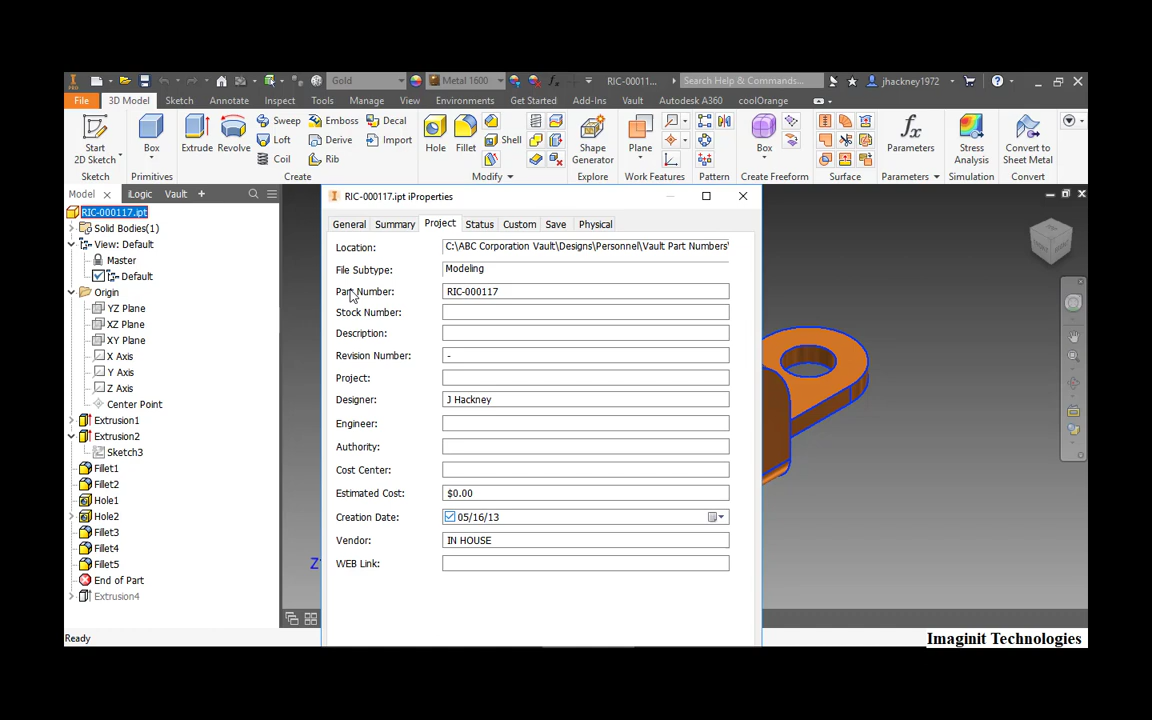 PRO
Gold
Metal 1600
RIC-00011...
Search Help & Commands...
jhackney1972
File
3D Model
Sketch
Annotate
Inspect
Tools
Manage
View
Environments
Get Started
Add-Ins
Vault
Autodesk A360
coolOrange
Start
2D Sketch
Box
Extrude
Revolve
Sweep
Loft
Coil
Emboss
Derive
Rib
Decal
Import
Hole
Fillet
Shell
Shape
Generator
Plane
Box
Parameters
Stress
Analysis
Convert to
Sheet Metal
Sketch
Primitives
Create
Modify
Explore
Work Features
Pattern
Create Freeform
Surface
Parameters
Simulation
Convert
Model
iLogic
Vault
RIC-000117.ipt
Solid Bodies(1)
View: Default
Master
Default
Origin
YZ Plane
XZ Plane
XY Plane
X Axis
Y Axis
Z Axis
Center Point
Extrusion1
Extrusion2
Sketch3
Fillet1
Fillet2
Hole1
Hole2
Fillet3
Fillet4
Fillet5
End of Part
Extrusion4
RIC-000117.ipt iProperties
General
Summary
Project
Status
Custom
Save
Physical
Location: C:\ABC Corporation Vault\Designs\Personnel\Vault Part Numbers\
File Subtype: Modeling
Part Number: RIC-000117
Stock Number:
Description:
Revision Number: -
Project:
Designer: J Hackney
Engineer:
Authority:
Cost Center:
Estimated Cost: $0.00
Creation Date: 05/16/13
Vendor: IN HOUSE
WEB Link:
Z
Ready
Imaginit Technologies